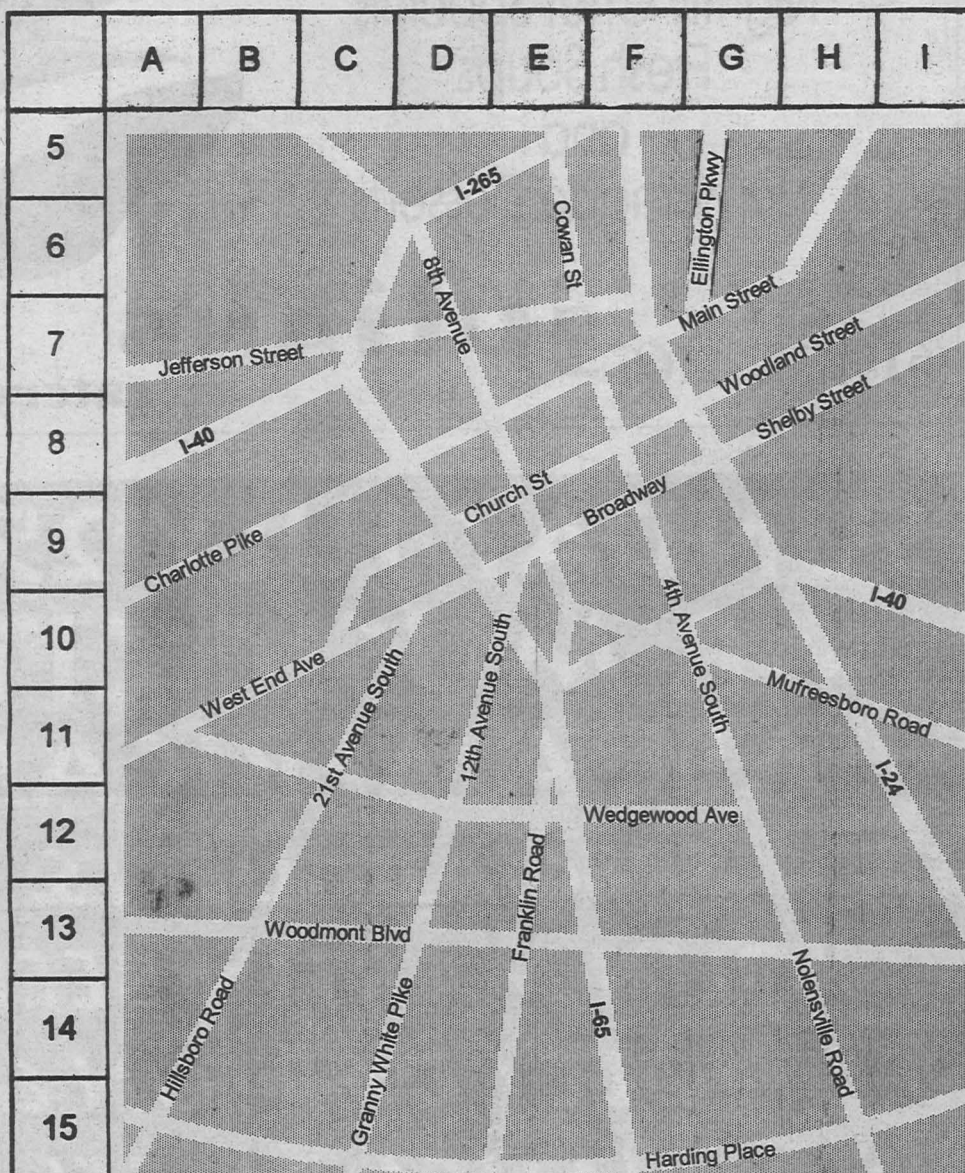 A B C D E F G H I
5
6
7
8
9
10
11
12
13
14
15
I-265
Cowan St
Ellington Pkwy
8th Avenue
Main Street
Jefferson Street
Woodland Street
Shelby Street
I-40
Church St
Broadway
Charlotte Pike
4th Avenue South
I-40
West End Ave
21st Avenue South
12th Avenue South
Mufreesboro Road
I-24
Wedgewood Ave
Franklin Road
Woodmont Blvd
Hillsboro Road
Granny White Pike
I-65
Nolensville Road
Harding Place